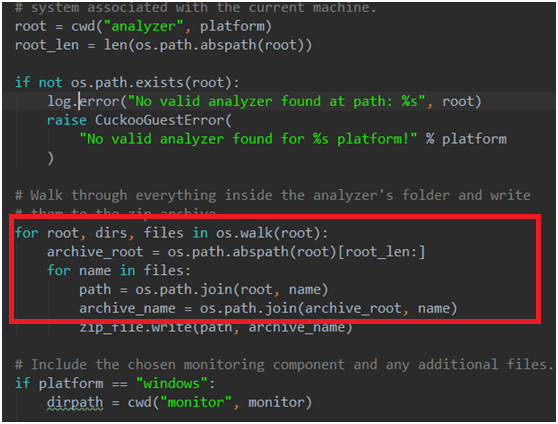 # system associated with the current machine.
root = cwd("analyzer", platform)
root_len = len(os.path.abspath(root))
if not os.path.exists(root):
log.error("No valid analyzer found at path: %s", root)
raise CuckooGuestError(
"No valid analyzer found for %s platform!" % platform
)
# Walk through everything inside the analyzer's folder and write
# them to the zip archive
for root, dirs, files in os.walk(root):
archive_root = os.path.abspath(root)[root_len:]
for name in files:
path = os.path.join(root, name)
archive_name = os.path.join(archive_root, name)
zip_file.write(path, archive_name)
# Include the chosen monitoring component and any additional files.
if platform == "windows":
dirpath = cwd("monitor", monitor)